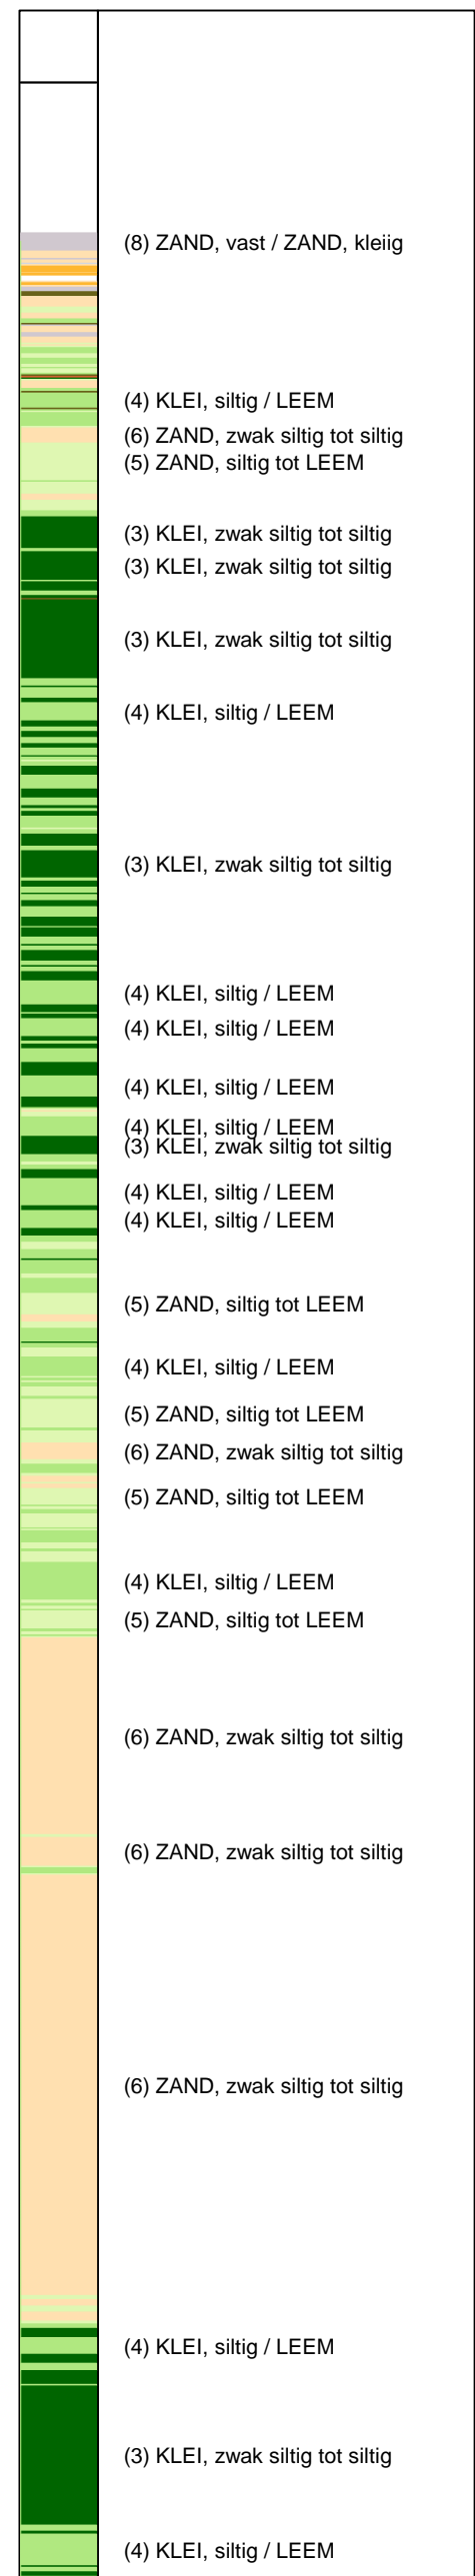 (8) ZAND, vast / ZAND, kleiig
(4) KLEI, siltig / LEEM
(6) ZAND, zwak siltig tot siltig
(5) ZAND, siltig tot LEEM
(3) KLEI, zwak siltig tot siltig
(3) KLEI, zwak siltig tot siltig
(3) KLEI, zwak siltig tot siltig
(4) KLEI, siltig / LEEM
(3) KLEI, zwak siltig tot siltig
(4) KLEI, siltig / LEEM
(4) KLEI, siltig / LEEM
(4) KLEI, siltig / LEEM
(4) KLEI, siltig / LEEM
(3) KLEI, zwak siltig tot siltig
(4) KLEI, siltig / LEEM
(4) KLEI, siltig / LEEM
(5) ZAND, siltig tot LEEM
(4) KLEI, siltig / LEEM
(5) ZAND, siltig tot LEEM
(6) ZAND, zwak siltig tot siltig
(5) ZAND, siltig tot LEEM
(4) KLEI, siltig / LEEM
(5) ZAND, siltig tot LEEM
(6) ZAND, zwak siltig tot siltig
(6) ZAND, zwak siltig tot siltig
(6) ZAND, zwak siltig tot siltig
(4) KLEI, siltig / LEEM
(3) KLEI, zwak siltig tot siltig
(4) KLEI, siltig / LEEM